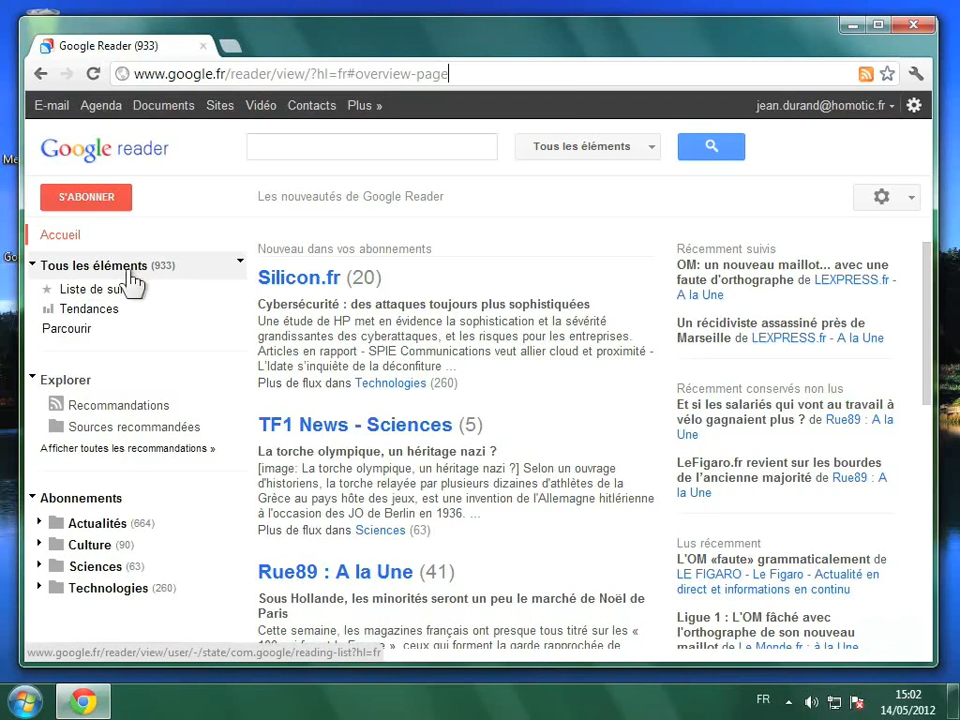 Google Reader (933)
www.google.fr/reader/view/?hl=fr#overview-page
E-mail Agenda Documents Sites Vidéo Contacts Plus » jean.durand@homotic.fr
Google reader
Tous les éléments
S'ABONNER
Les nouveautés de Google Reader
Accueil
Tous les éléments (933)
Liste de
Tendances
Parcourir
Explorer
Recommandations
Sources recommandées
Afficher toutes les recommandations »
Abonnements
Actualités (664)
Culture (90)
Sciences (63)
Technologies (260)
Nouveau dans vos abonnements
Silicon.fr (20)
Cybersécurité : des attaques toujours plus sophistiquées
Une étude de HP met en évidence la sophistication et la sévérité
grandissantes des cyberattaques, et les risques pour les entreprises.
Articles en rapport - SPIE Communications veut allier cloud et proximité -
L'Idate s'inquiète de la déconfiture ...
Plus de flux dans Technologies (260)
TF1 News - Sciences (5)
La torche olympique, un héritage nazi ?
[image: La torche olympique, un héritage nazi ?] Selon un ouvrage
d'historiens, la torche relayée par plusieurs dizaines d'athlètes de la
Grèce au pays hôte des jeux, est une invention de l'Allemagne hitlérienne
à l'occasion des JO de Berlin en 1936. ...
Plus de flux dans Sciences (63)
Rue89 : A la Une (41)
Sous Hollande, les minorités seront un peu le marché de Noël de
Paris
Cette semaine, les magazines français ont presque tous titré sur les «
», ceux qui forment la garde rapprochée de
Récemment suivis
OM: un nouveau maillot... avec une
faute d'orthographe de LEXPRESS.fr -
A la Une
Un récidiviste assassiné près de
Marseille de LEXPRESS.fr - A la Une
Récemment conservés non lus
Et si les salariés qui vont au travail à
vélo gagnaient plus ? de Rue89 : A la
Une
LeFigaro.fr revient sur les bourdes
de l'ancienne majorité de Rue89 : A
la Une
Lus récemment
L'OM «faute» grammaticalement de
LE FIGARO - Le Figaro - Actualité en
direct et informations en continu
Ligue 1 : L'OM fâché avec
l'orthographe de son nouveau
maillot de Le Monde.fr : à la Une
www.google.fr/reader/view/user/-/state/com.google/reading-list?hl=fr
FR
15:02
14/05/2012